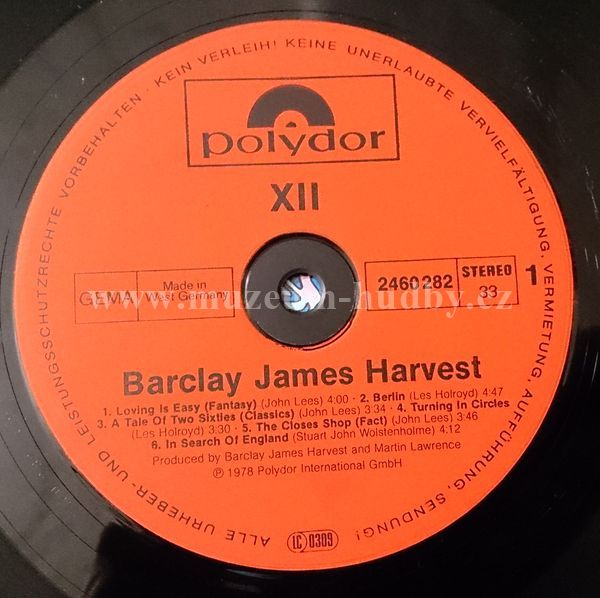 ALLE URHEBER- UND LEISTUNGSSCHUTZRECHTE VORBEHALTEN · KEIN VERLEIH! KEINE UNERLAUBTE VERVIELFÄLTIGUNG, VERMIETUNG, AUFFÜHRUNG, SENDUNG!
polydor
XII
GEMA
Made in
West Germany
2460 282
STEREO
33
1
www.muzeum-hudby.cz
Barclay James Harvest
1. Loving Is Easy (Fantasy) (John Lees) 4:00 · 2. Berlin (Les Holroyd) 4:47
3. A Tale Of Two Sixties (Classics) (John Lees) 3:34 · 4. Turning In Circles
(Les Holroyd) 3:30 · 5. The Closes Shop (Fact) (John Lees) 3:46
6. In Search Of England (Stuart John Wolstenholme) 4:12
Produced by Barclay James Harvest and Martin Lawrence
℗ 1978 Polydor International GmbH
LC 0309